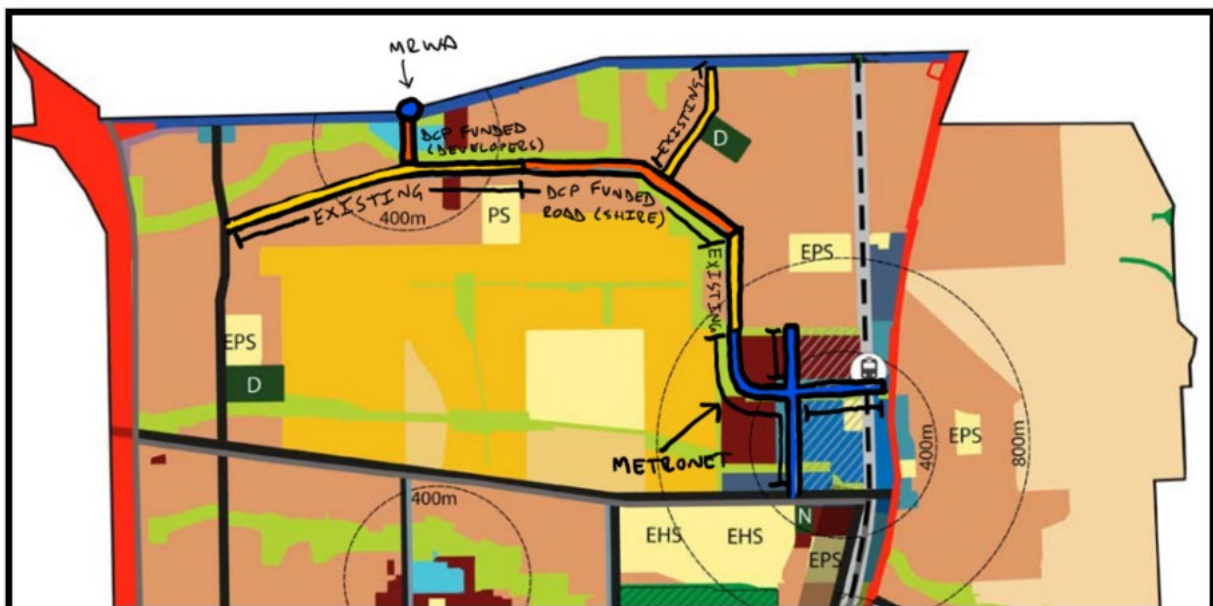 MRWA
DCP FUNDED
(DEVELOPERS)
EXISTING
D
EXISTING
400m
PS
DCP FUNDED
ROAD (SHIRE)
EXISTING
EPS
EPS
D
METRONET
400m
EPS
800m
400m
EHS
EHS
N
EPS